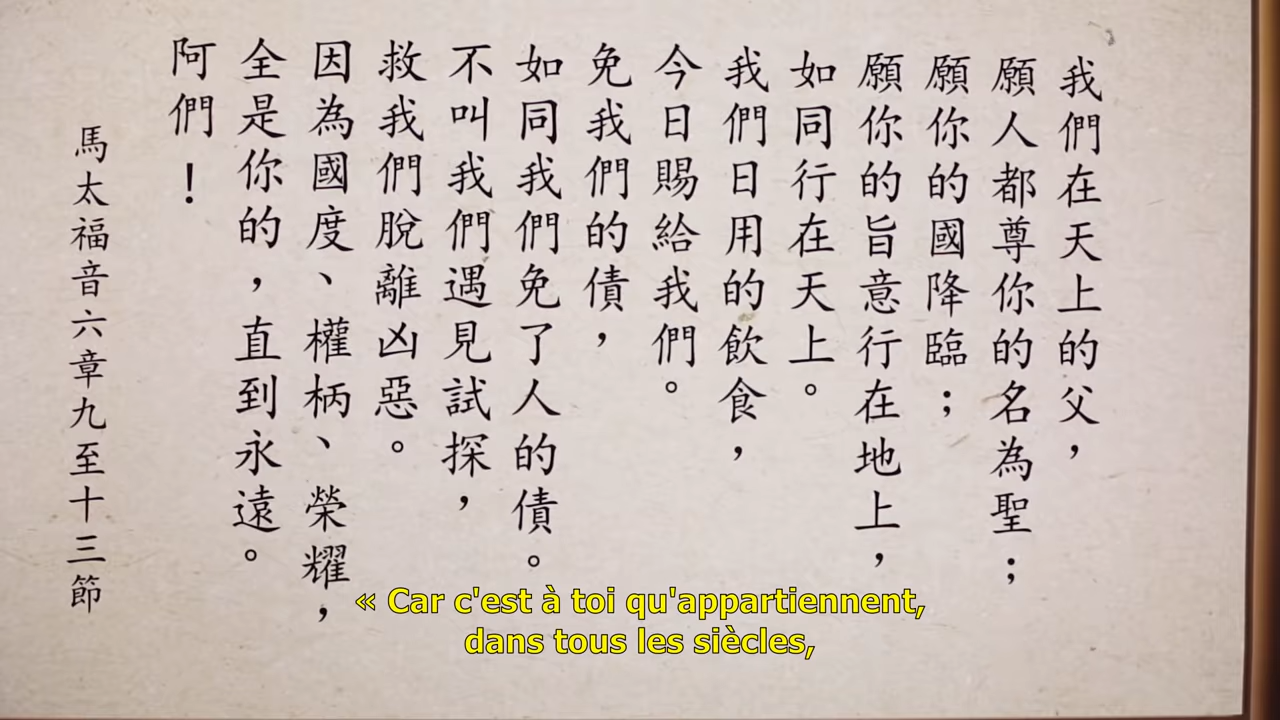 我們在天上的父，
願人都尊你的名為聖；
願你的國降臨；
願你的旨意行在地上，
如同行在天上。
我們日用的飲食，
今日賜給我們。
免我們的債，
如同我們免了人的債。
不叫我們遇見試探，
救我們脫離凶惡。
因為國度、權柄、榮耀，
全是你的，直到永遠。
阿們！
馬太福音六章九至十三節
« Car c'est à toi qu'appartiennent,
dans tous les siècles,